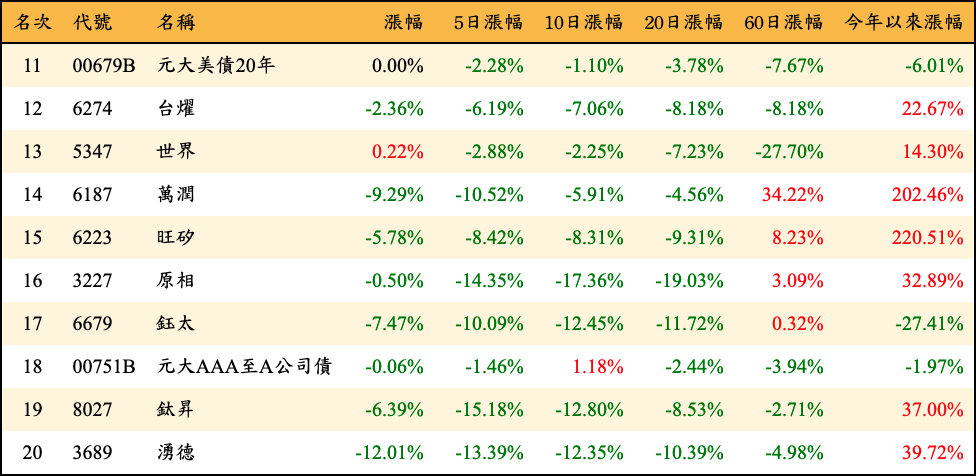 名次 代號 名稱 漲幅 5日漲幅 10日漲幅 20日漲幅 60日漲幅 今年以來漲幅
11 00679B 元大美債20年 0.00% -2.28% -1.10% -3.78% -7.67% -6.01%
12 6274 台燿 -2.36% -6.19% -7.06% -8.18% -8.18% 22.67%
13 5347 世界 0.22% -2.88% -2.25% -7.23% -27.70% 14.30%
14 6187 萬潤 -9.29% -10.52% -5.91% -4.56% 34.22% 202.46%
15 6223 旺矽 -5.78% -8.42% -8.31% -9.31% 8.23% 220.51%
16 3227 原相 -0.50% -14.35% -17.36% -19.03% 3.09% 32.89%
17 6679 鈺太 -7.47% -10.09% -12.45% -11.72% 0.32% -27.41%
18 00751B 元大AAA至A公司債 -0.06% -1.46% 1.18% -2.44% -3.94% -1.97%
19 8027 鈦昇 -6.39% -15.18% -12.80% -8.53% -2.71% 37.00%
20 3689 湧德 -12.01% -13.39% -12.35% -10.39% -4.98% 39.72%